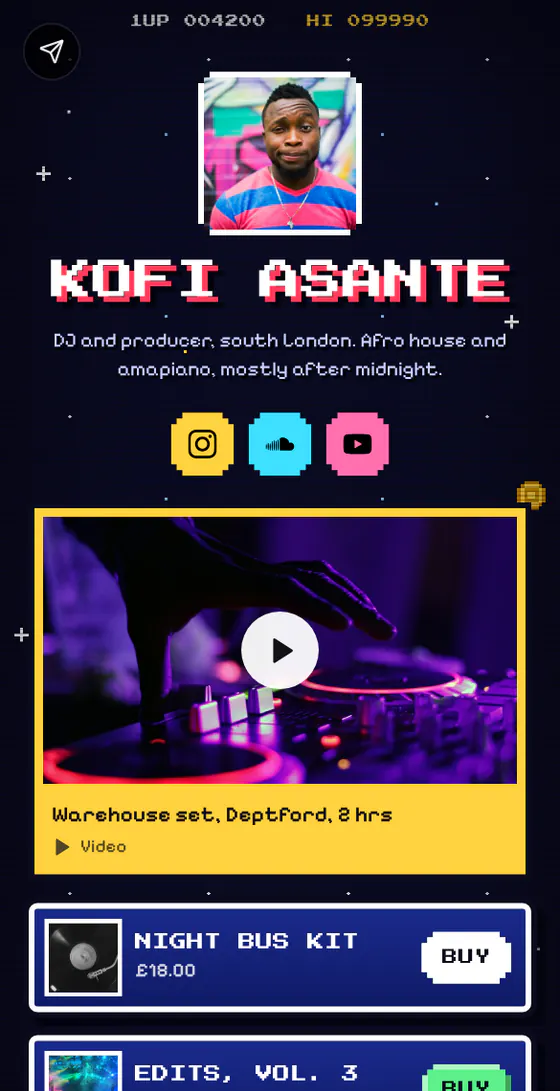 1UP 004200 HI 099990
KOFI ASANTE
DJ and producer, south London. Afro house and
amapiano, mostly after midnight.
Warehouse set, Deptford, 2 hrs
Video
NIGHT BUS KIT
£18.00
BUY
EDITS, VOL. 3
BUY